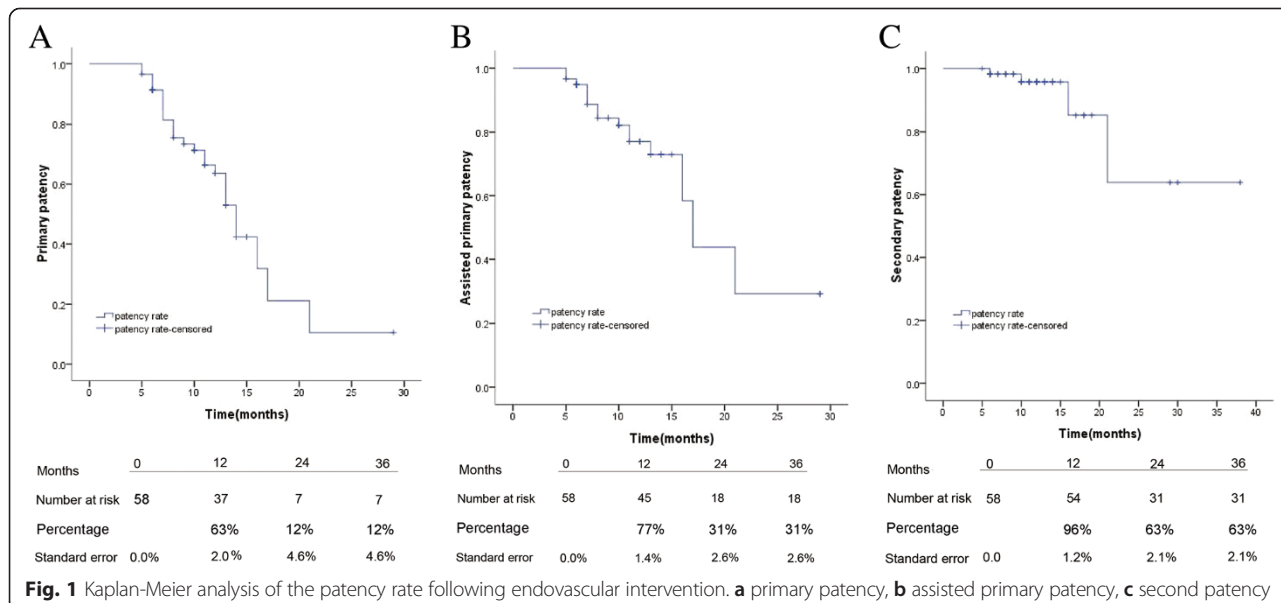 A
Primary patency
1.0
0.8
0.6
0.4
0.2
0.0
patency rate
patency rate-censored
0 5 10 15 20 25 30
Time(months)
Months 0 12 24 36
Number at risk 58 37 7 7
Percentage 63% 12% 12%
Standard error 0.0% 2.0% 4.6% 4.6%
B
Assisted primary patency
1.0
0.8
0.6
0.4
0.2
0.0
patency rate
patency rate-censored
0 5 10 15 20 25 30
Time(months)
Months 0 12 24 36
Number at risk 58 45 18 18
Percentage 77% 31% 31%
Standard error 0.0% 1.4% 2.6% 2.6%
C
Secondary patency
1.0
0.8
0.6
0.4
0.2
0.0
patency rate
patency rate-censored
0 5 10 15 20 25 30 35 40
Time(months)
Months 0 12 24 36
Number at risk 58 54 31 31
Percentage 96% 63% 63%
Standard error 0.0 1.2% 2.1% 2.1%
Fig. 1 Kaplan-Meier analysis of the patency rate following endovascular intervention. a primary patency, b assisted primary patency, c second patency